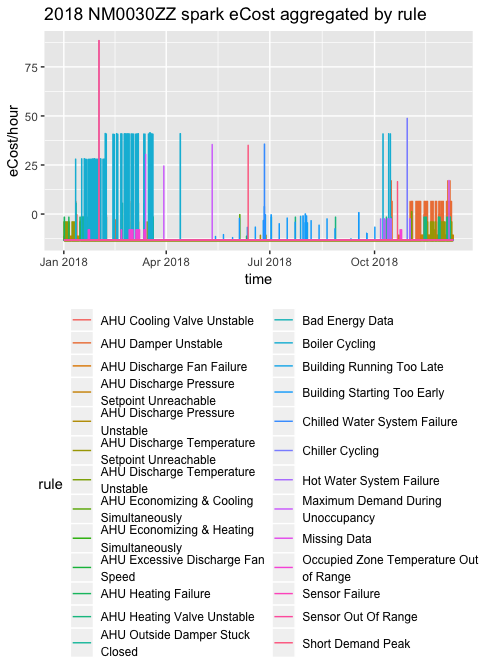 2018 NM0030ZZ spark eCost aggregated by rule
eCost/hour
75
50
25
0
Jan 2018
Apr 2018
Jul 2018
Oct 2018
time
rule
AHU Cooling Valve Unstable
AHU Damper Unstable
AHU Discharge Fan Failure
AHU Discharge Pressure
Setpoint Unreachable
AHU Discharge Pressure
Unstable
AHU Discharge Temperature
Setpoint Unreachable
AHU Discharge Temperature
Unstable
AHU Economizing & Cooling
Simultaneously
AHU Economizing & Heating
Simultaneously
AHU Excessive Discharge Fan
Speed
AHU Heating Failure
AHU Heating Valve Unstable
AHU Outside Damper Stuck
Closed
Bad Energy Data
Boiler Cycling
Building Running Too Late
Building Starting Too Early
Chilled Water System Failure
Chiller Cycling
Hot Water System Failure
Maximum Demand During
Unoccupancy
Missing Data
Occupied Zone Temperature Out
of Range
Sensor Failure
Sensor Out Of Range
Short Demand Peak